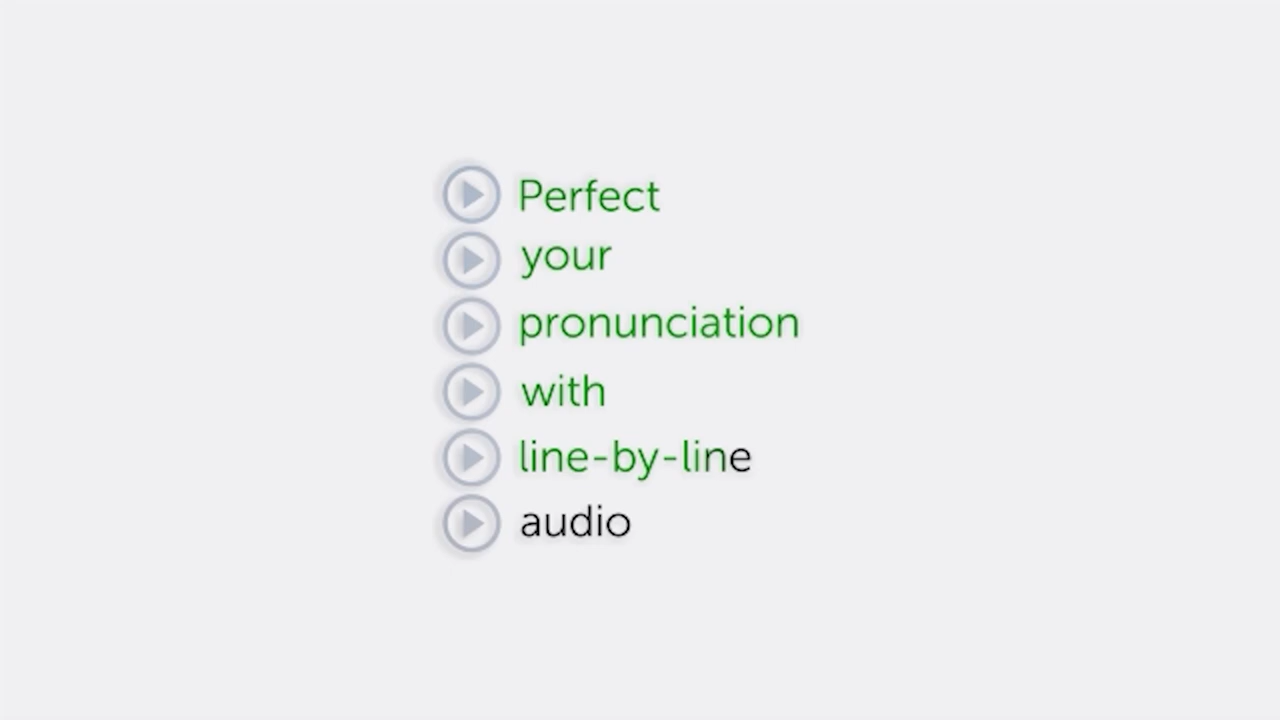 Perfect
your
pronunciation
with
line-by-line
audio